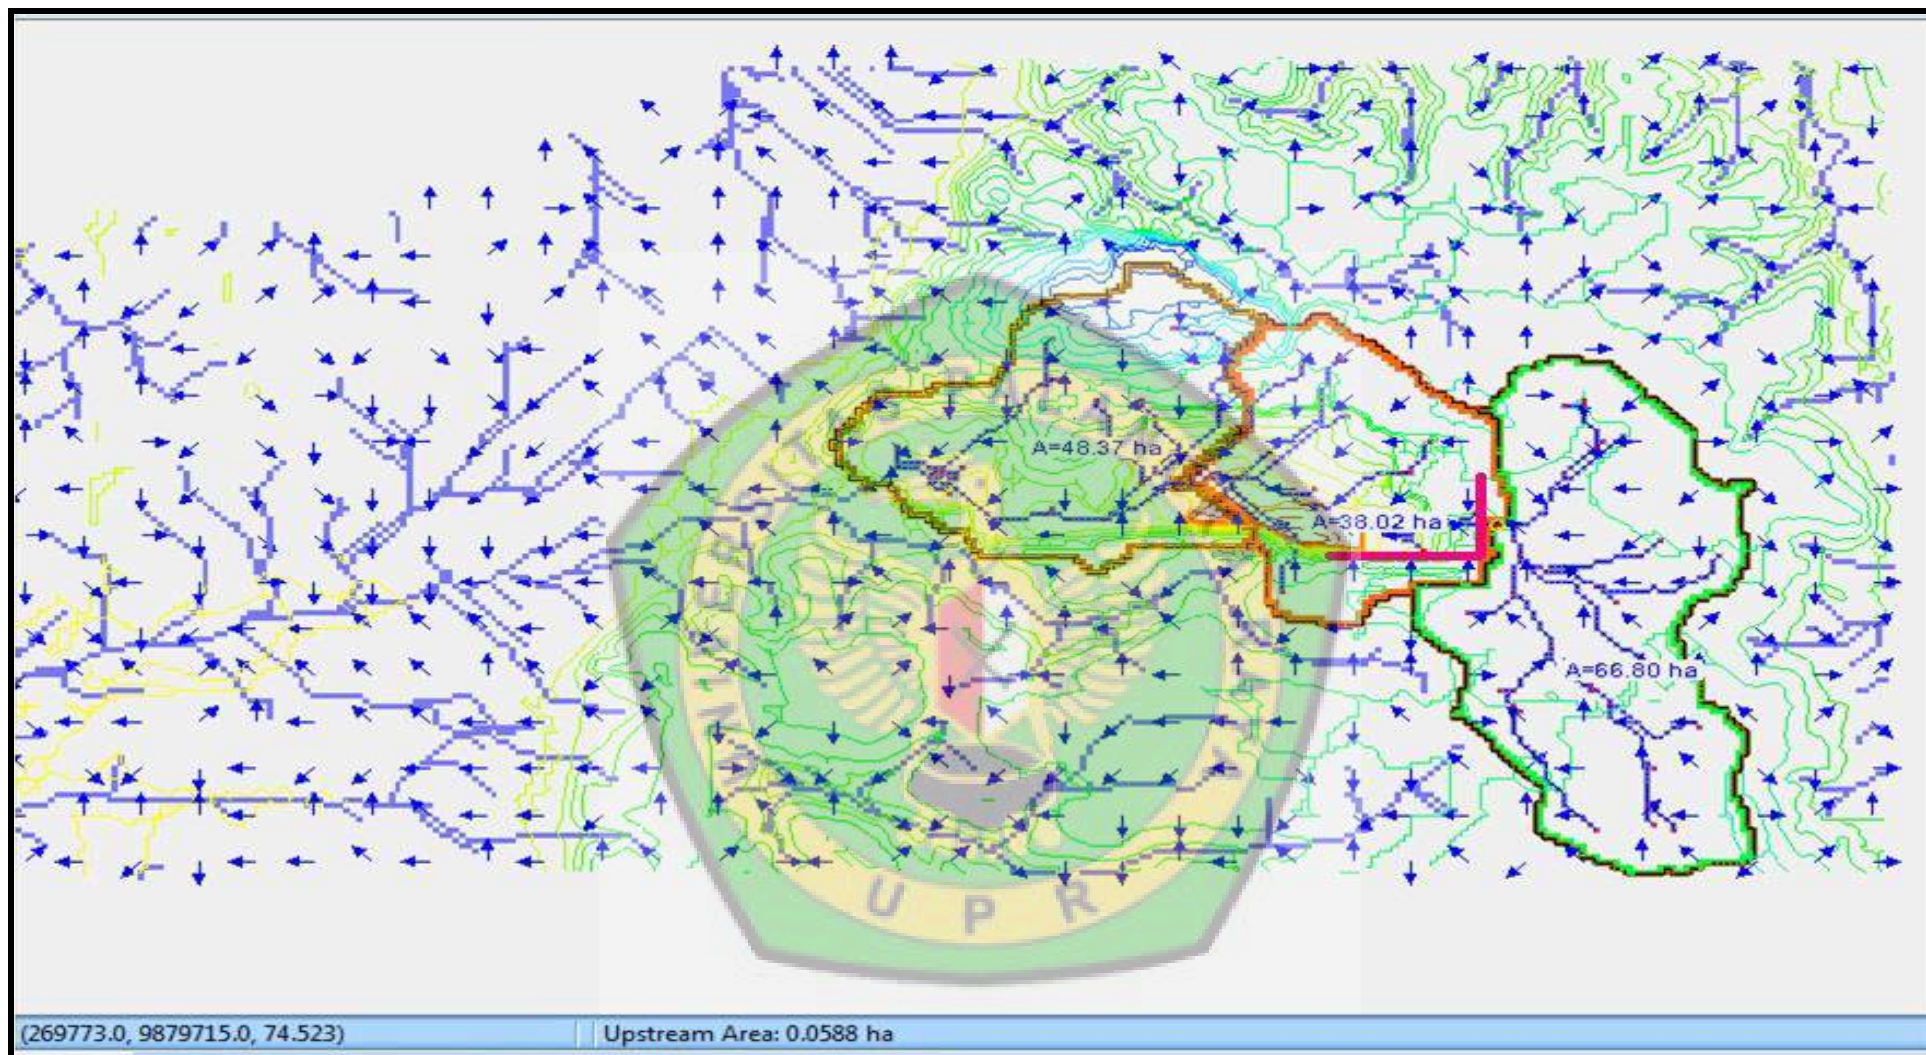 A=48.37 ha
A=38.02 ha
A=66.80 ha
U P R
(269773.0, 9879715.0, 74.523)
Upstream Area: 0.0588 ha